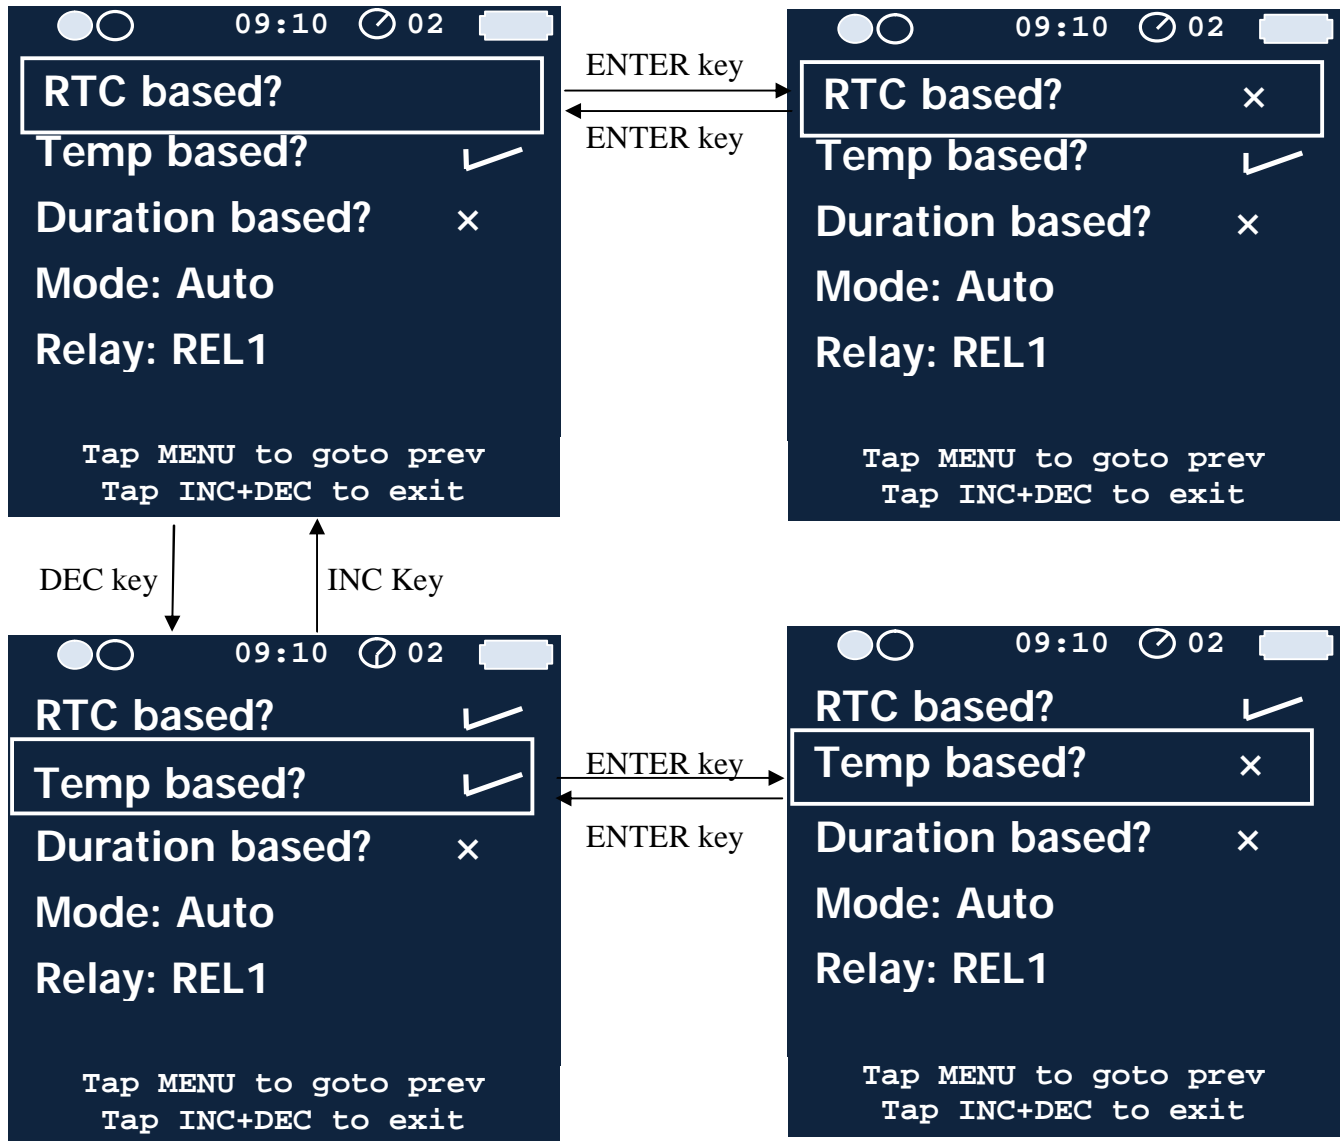 09:10 02
RTC based?
Temp based?
Duration based? ×
Mode: Auto
Relay: REL1
Tap MENU to goto prev
Tap INC+DEC to exit
ENTER key
ENTER key
09:10 02
RTC based? ×
Temp based?
Duration based? ×
Mode: Auto
Relay: REL1
Tap MENU to goto prev
Tap INC+DEC to exit
DEC key
INC Key
09:10 02
RTC based?
Temp based?
Duration based? ×
Mode: Auto
Relay: REL1
Tap MENU to goto prev
Tap INC+DEC to exit
ENTER key
ENTER key
09:10 02
RTC based?
Temp based? ×
Duration based? ×
Mode: Auto
Relay: REL1
Tap MENU to goto prev
Tap INC+DEC to exit